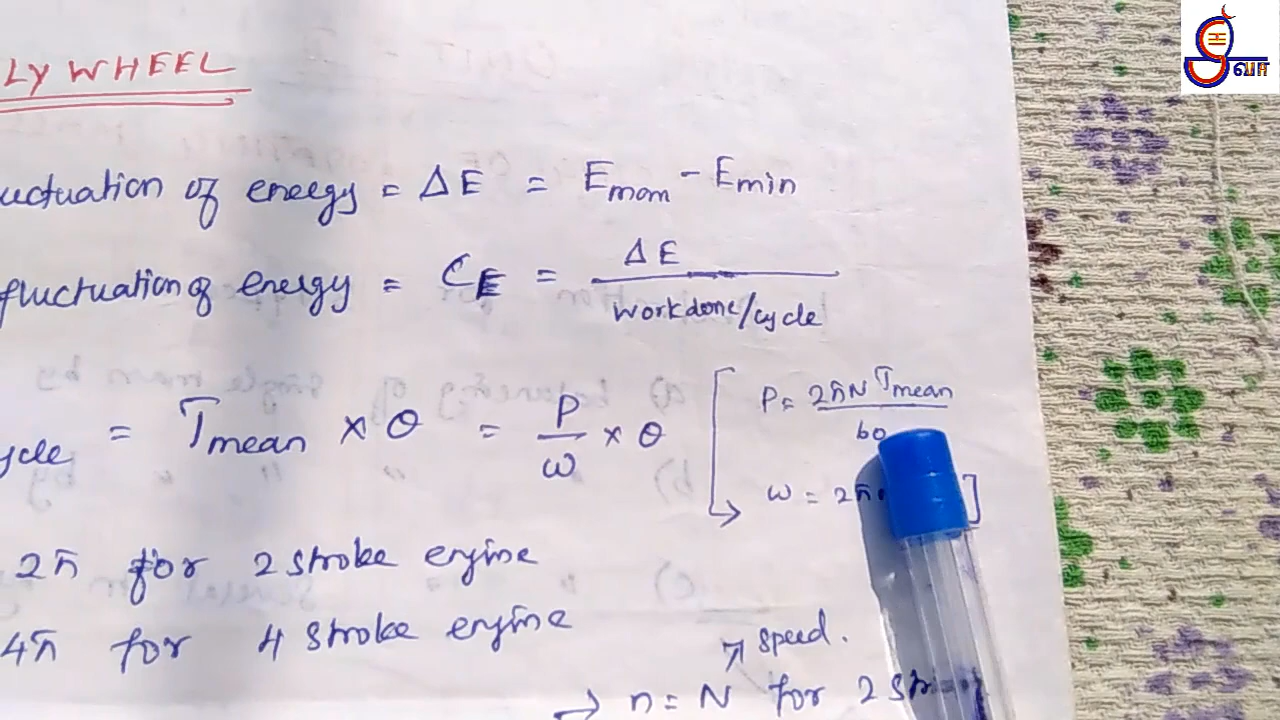 LY WHEEL
uctuation of energy = ΔE = Emax - Emin
fluctuation of energy = CE = ΔE / workdone/cycle
ycle = Tmean × θ = P/ω × θ [ P = 2πN Tmean / 60
ω = 2π ]
2π for 2 stroke engine
4π for 4 stroke engine
↗ speed.
→ n = N for 2 st
வா